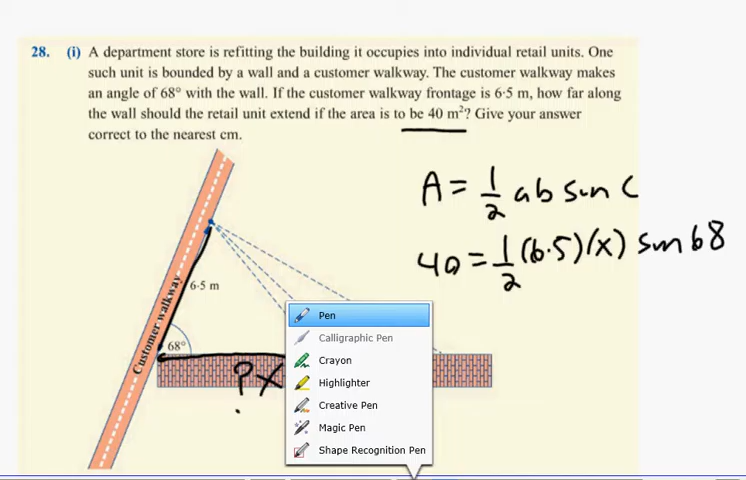 28. (i) A department store is refitting the building it occupies into individual retail units. One
such unit is bounded by a wall and a customer walkway. The customer walkway makes
an angle of 68° with the wall. If the customer walkway frontage is 6·5 m, how far along
the wall should the retail unit extend if the area is to be 40 m²? Give your answer
correct to the nearest cm.
A = 1/2 ab sin C
40 = 1/2 (6.5)(x) sin 68
6·5 m
Customer walkway
68°
? X
Pen
Calligraphic Pen
Crayon
Highlighter
Creative Pen
Magic Pen
Shape Recognition Pen